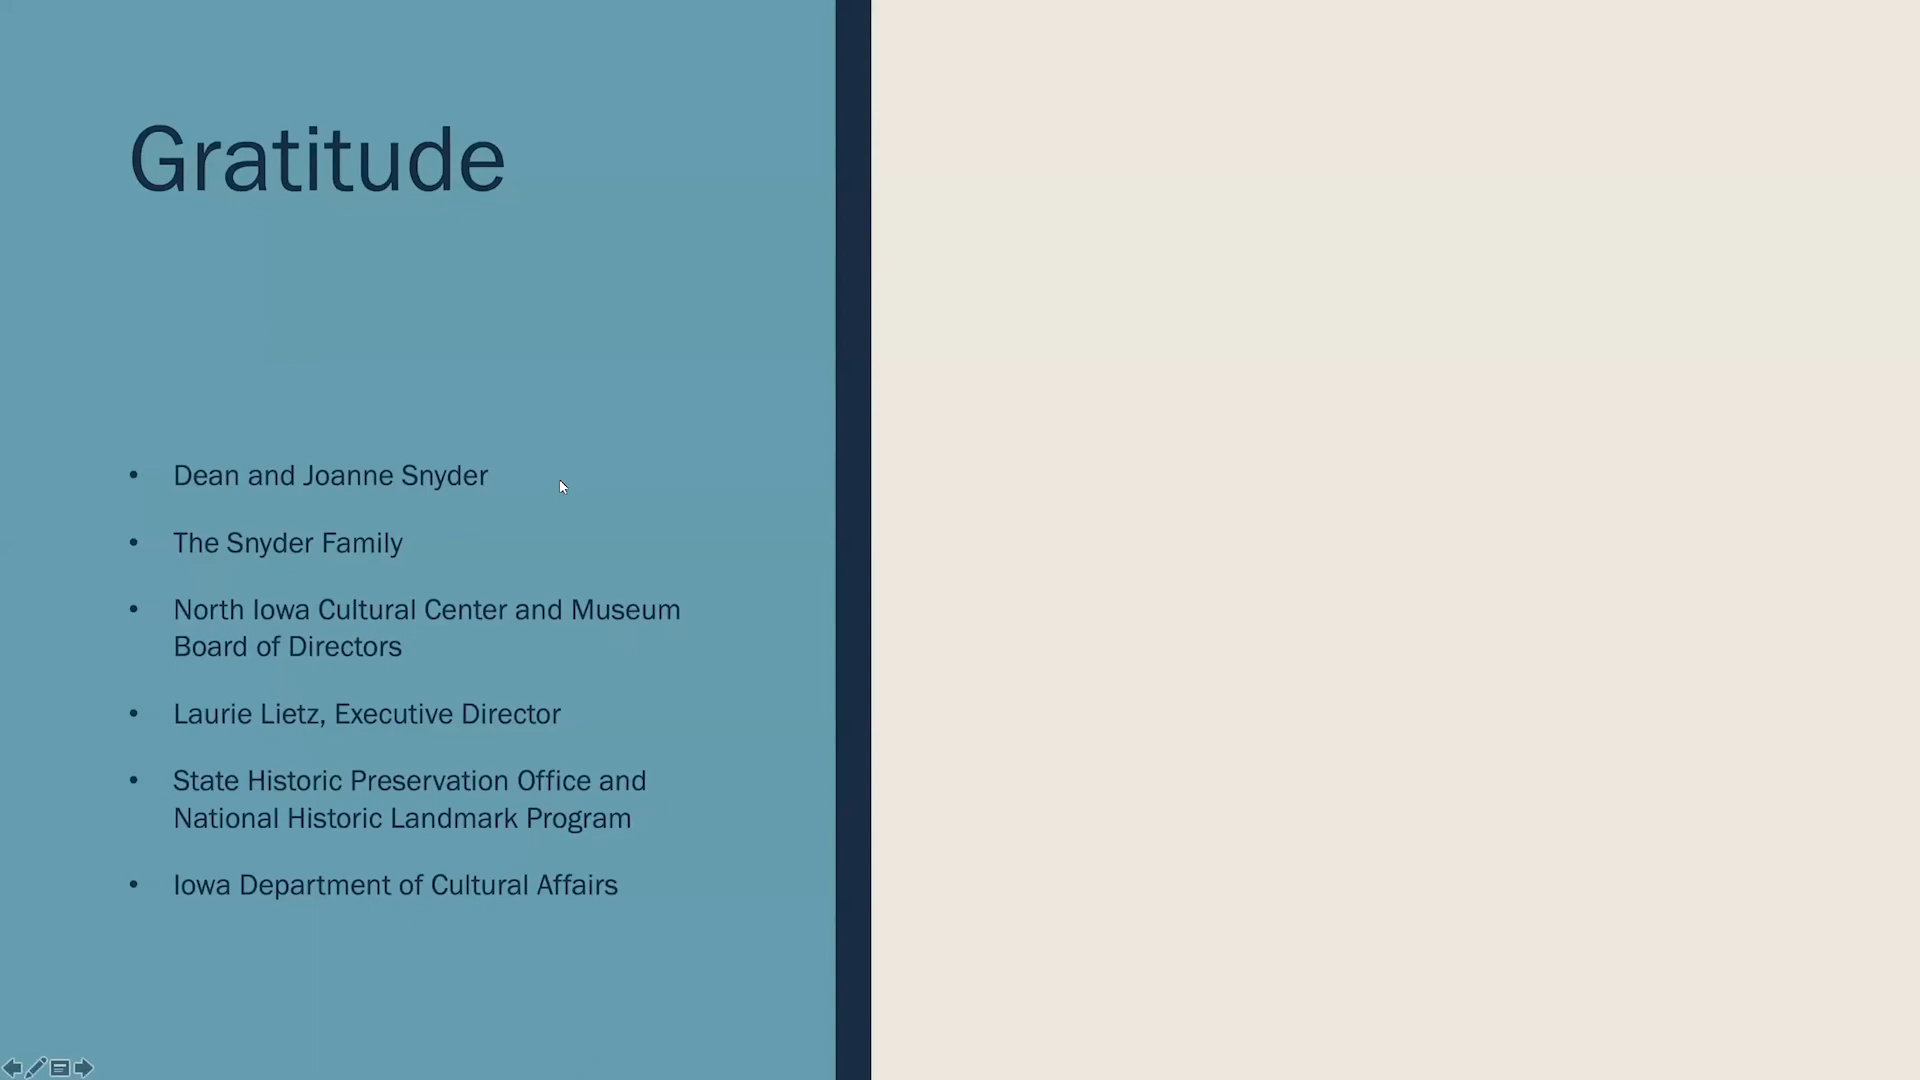 Gratitude
• Dean and Joanne Snyder
• The Snyder Family
• North Iowa Cultural Center and Museum
Board of Directors
• Laurie Lietz, Executive Director
• State Historic Preservation Office and
National Historic Landmark Program
• Iowa Department of Cultural Affairs